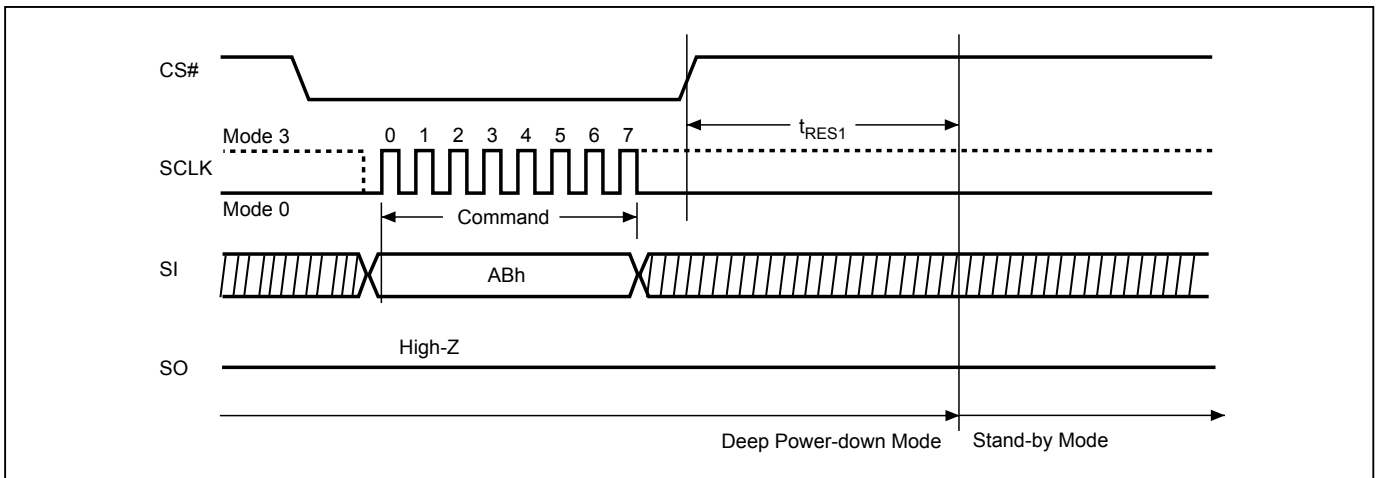 CS#
tRES1
Mode 3
0 1 2 3 4 5 6 7
SCLK
Mode 0
Command
SI
ABh
High-Z
SO
Deep Power-down Mode
Stand-by Mode